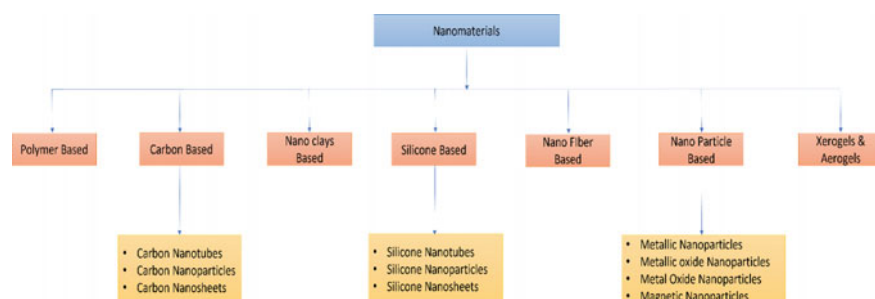 Nanomaterials
Polymer Based
Carbon Based
Nano clays
Based
Silicone Based
Nano Fiber
Based
Nano Particle
Based
Xerogels &
Aerogels
• Carbon Nanotubes
• Carbon Nanoparticles
• Carbon Nanosheets
• Silicone Nanotubes
• Silicone Nanoparticles
• Silicone Nanosheets
• Metallic Nanoparticles
• Metallic oxide Nanoparticles
• Metal Oxide Nanoparticles
• Magnetic Nanoparticles